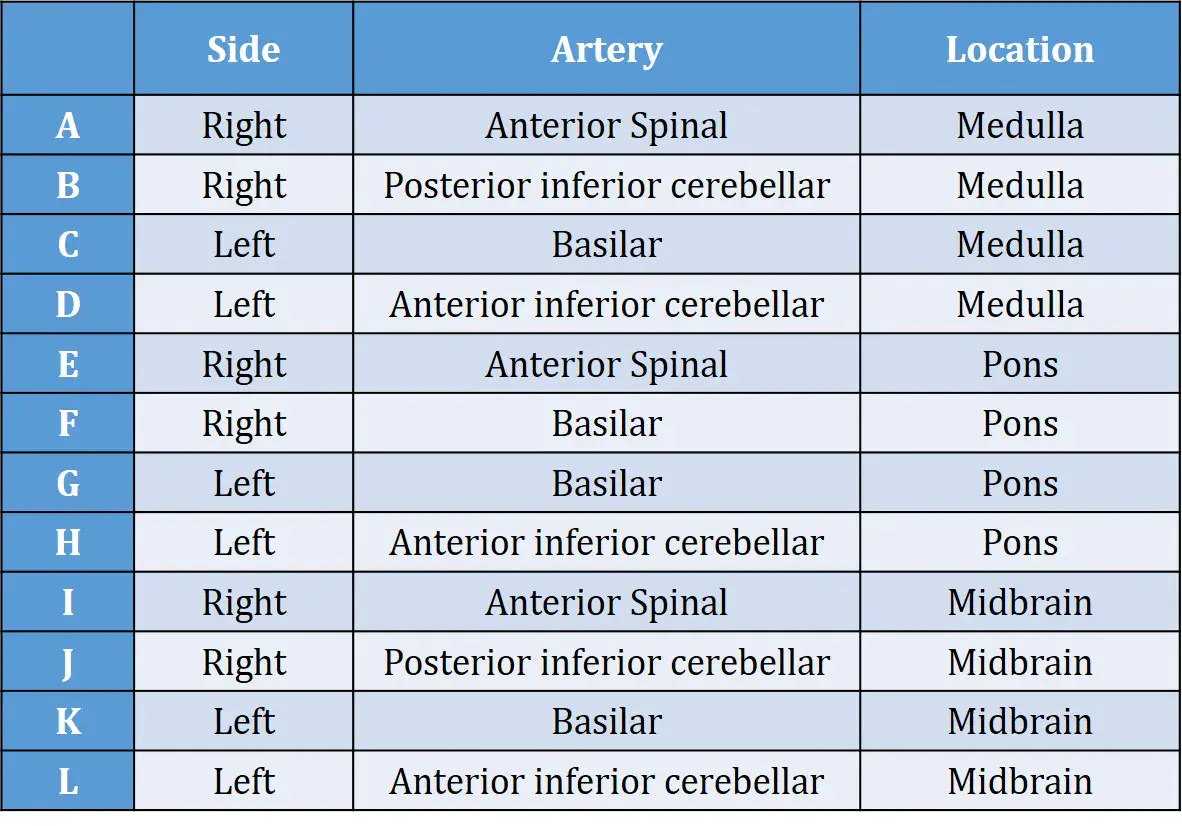 Side Artery Location
A Right Anterior Spinal Medulla
B Right Posterior inferior cerebellar Medulla
C Left Basilar Medulla
D Left Anterior inferior cerebellar Medulla
E Right Anterior Spinal Pons
F Right Basilar Pons
G Left Basilar Pons
H Left Anterior inferior cerebellar Pons
I Right Anterior Spinal Midbrain
J Right Posterior inferior cerebellar Midbrain
K Left Basilar Midbrain
L Left Anterior inferior cerebellar Midbrain